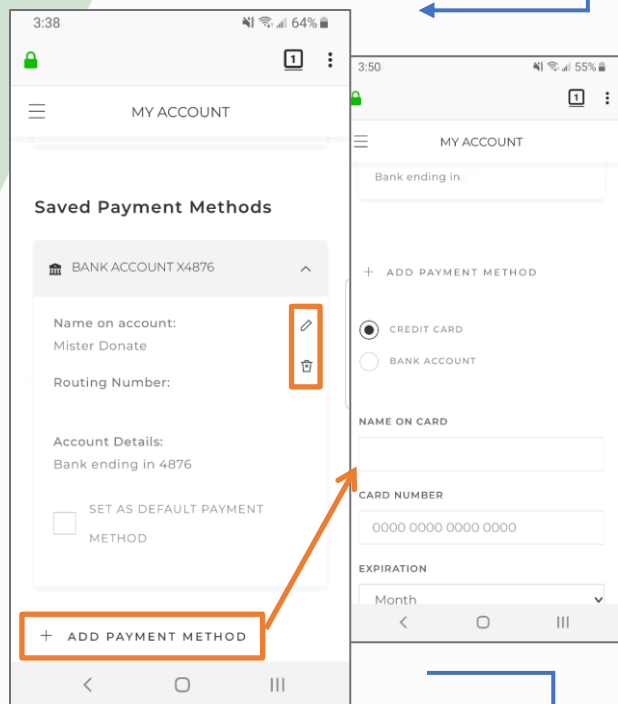 3:38
64%
1
MY ACCOUNT
Saved Payment Methods
BANK ACCOUNT X4876
Name on account:
Mister Donate
Routing Number:
Account Details:
Bank ending in 4876
SET AS DEFAULT PAYMENT
METHOD
+ ADD PAYMENT METHOD
3:50
55%
1
MY ACCOUNT
Bank ending in
+ ADD PAYMENT METHOD
CREDIT CARD
BANK ACCOUNT
NAME ON CARD
CARD NUMBER
0000 0000 0000 0000
EXPIRATION
Month